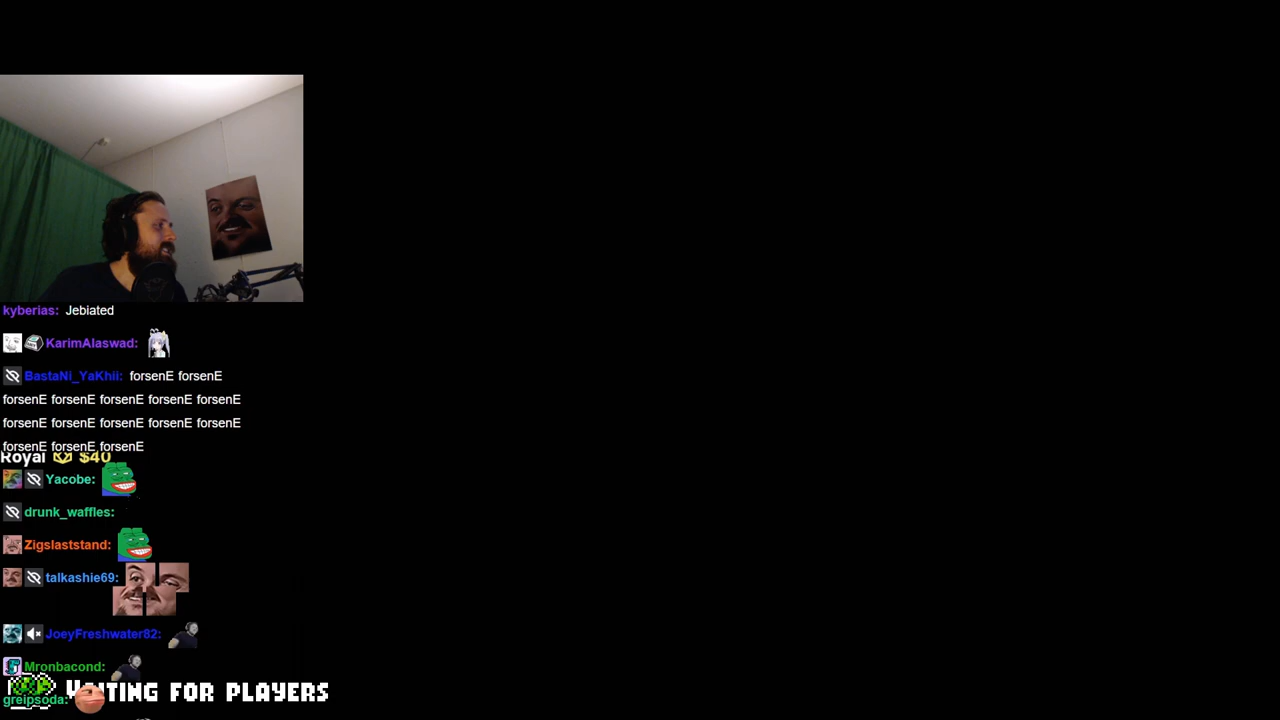 kyberias: Jebiated
KarimAlaswad:
BastaNi_YaKhii: forsenE forsenE
forsenE forsenE forsenE forsenE forsenE
forsenE forsenE forsenE forsenE forsenE
forsenE forsenE forsenE
Royal $40
Yacobe:
drunk_waffles:
Zigslaststand:
talkashie69:
JoeyFreshwater82:
Mronbacond:
WAITING FOR PLAYERS
greipsoda: